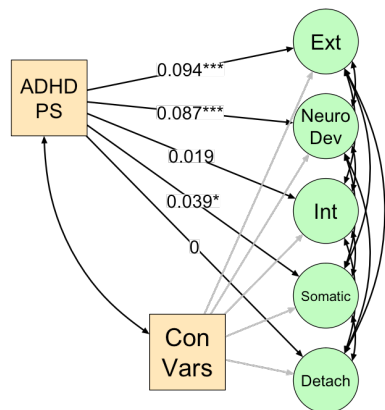 Ext
0.094***
ADHD
PS
0.087***
Neuro
Dev
0.019
Int
0.039*
0
Somatic
Con
Vars
Detach